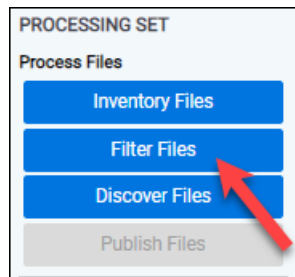 PROCESSING SET
Process Files
Inventory Files
Filter Files
Discover Files
Publish Files